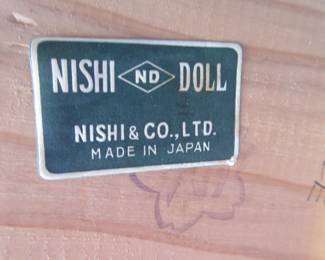 NISHI ND DOLL
NISHI & CO., LTD.
MADE IN JAPAN